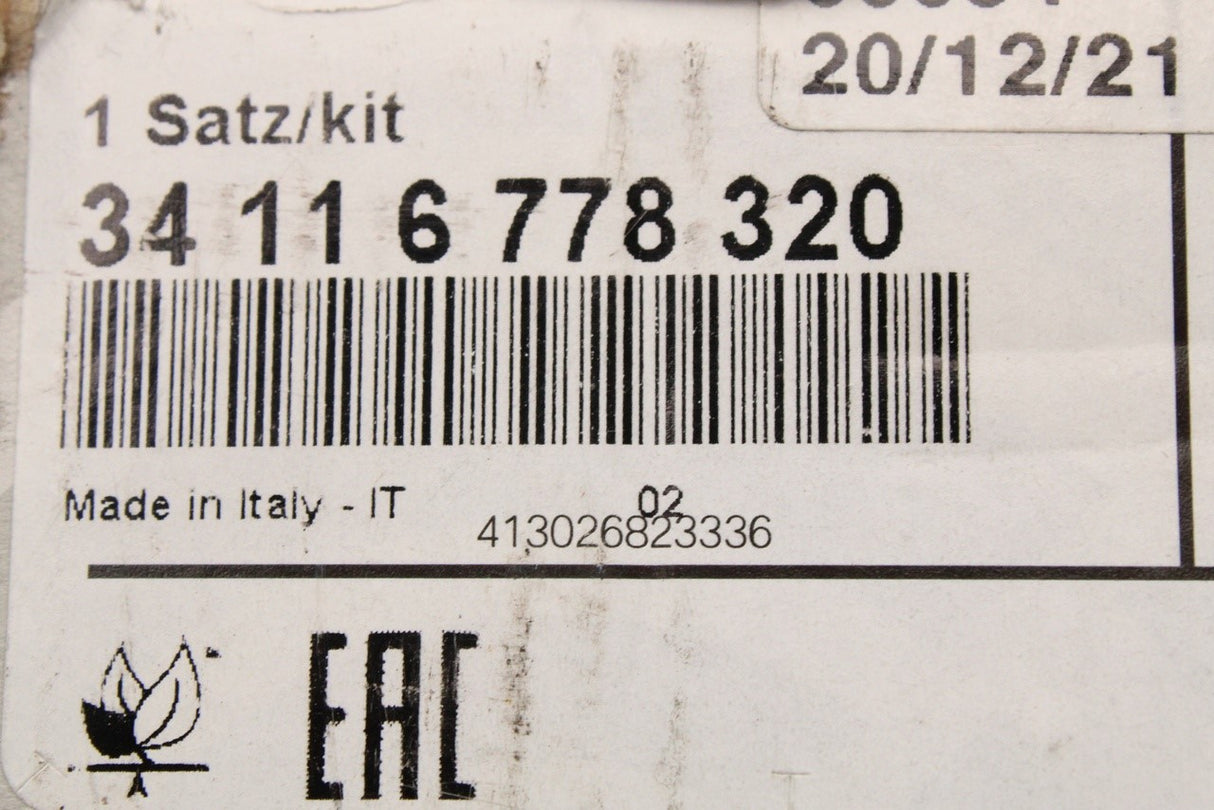 20/12/21
1 Satz/kit
34 11 6 778 320
Made in Italy - IT
02
413026823336
EAC
A